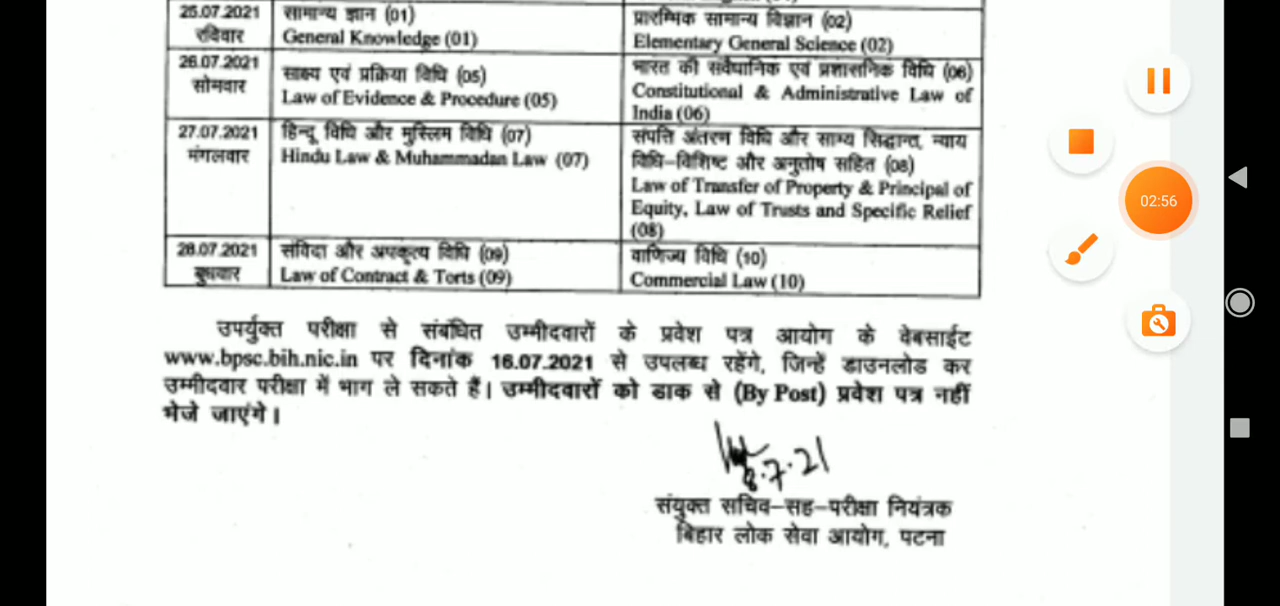 25.07.2021
रविवार
सामान्य ज्ञान (01)
General Knowledge (01)
प्रारम्भिक सामान्य विज्ञान (02)
Elementary General Science (02)
26.07.2021
सोमवार
साक्ष्य एवं प्रक्रिया विधि (05)
Law of Evidence & Procedure (05)
भारत की संवैधानिक एवं प्रशासनिक विधि (06)
Constitutional & Administrative Law of
India (06)
27.07.2021
मंगलवार
हिन्दू विधि और मुस्लिम विधि (07)
Hindu Law & Muhammadan Law (07)
संपत्ति अंतरण विधि और साम्य सिद्धान्त, न्याय
विधि-विशिष्ट और अनुतोष सहित (08)
Law of Transfer of Property & Principal of
Equity, Law of Trusts and Specific Relief
(08)
28.07.2021
बुधवार
संविदा और अपकृत्य विधि (09)
Law of Contract & Torts (09)
वाणिज्य विधि (10)
Commercial Law (10)
उपर्युक्त परीक्षा से संबंधित उम्मीदवारों के प्रवेश पत्र आयोग के वेबसाईट
www.bpsc.bih.nic.in पर दिनांक 16.07.2021 से उपलब्ध रहेंगे, जिन्हें डाउनलोड कर
उम्मीदवार परीक्षा में भाग ले सकते हैं। उम्मीदवारों को डाक से (By Post) प्रवेश पत्र नहीं
भेजे जाएंगे।
8.7.21
संयुक्त सचिव-सह-परीक्षा नियंत्रक
बिहार लोक सेवा आयोग, पटना
02:56